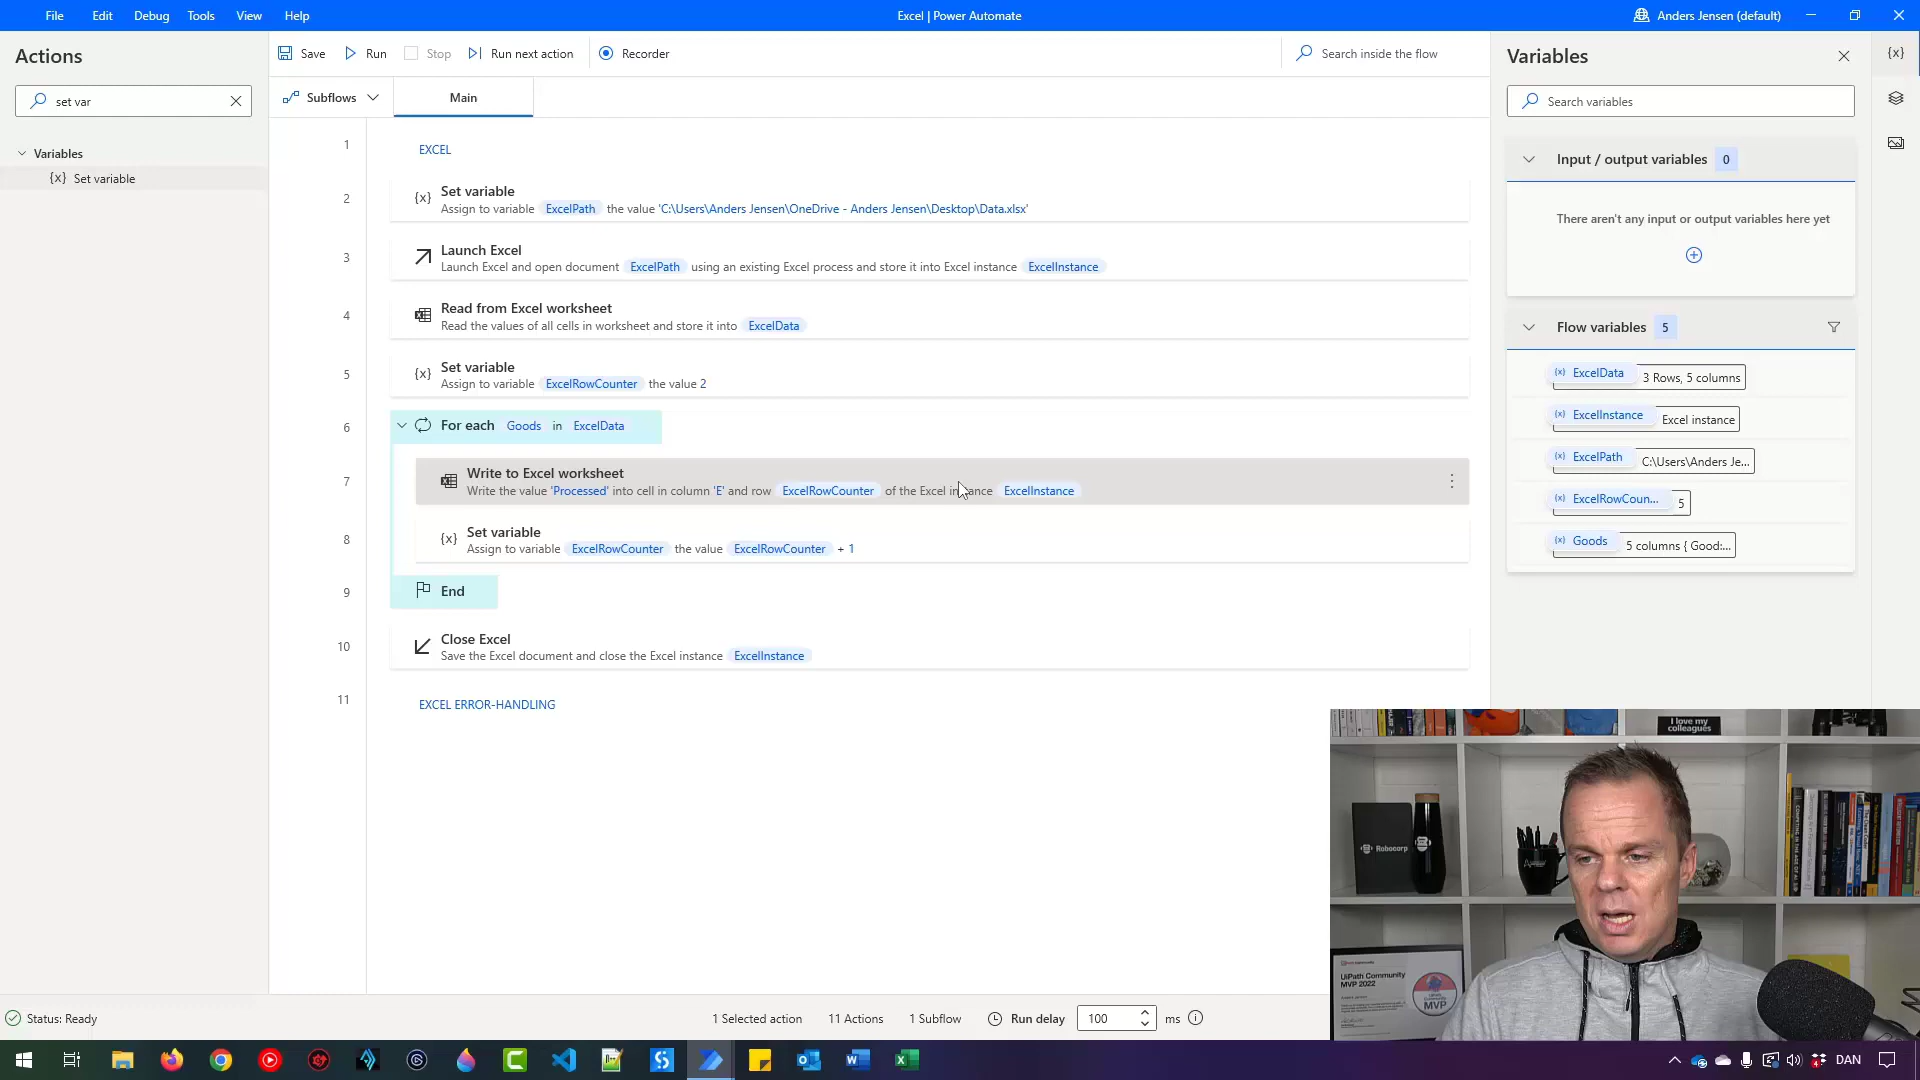 File Edit Debug Tools View Help
Excel | Power Automate
Anders Jensen (default)
Actions
set var
Variables
{x} Set variable
Save Run Stop Run next action Recorder
Search inside the flow
Subflows Main
1 EXCEL
2 {x} Set variable
Assign to variable ExcelPath the value 'C:\Users\Anders Jensen\OneDrive - Anders Jensen\Desktop\Data.xlsx'
3 Launch Excel
Launch Excel and open document ExcelPath using an existing Excel process and store it into Excel instance ExcelInstance
4 Read from Excel worksheet
Read the values of all cells in worksheet and store it into ExcelData
5 {x} Set variable
Assign to variable ExcelRowCounter the value 2
6 For each Goods in ExcelData
7 Write to Excel worksheet
Write the value 'Processed' into cell in column 'E' and row ExcelRowCounter of the Excel instance ExcelInstance
8 {x} Set variable
Assign to variable ExcelRowCounter the value ExcelRowCounter + 1
9 End
10 Close Excel
Save the Excel document and close the Excel instance ExcelInstance
11 EXCEL ERROR-HANDLING
Variables
{x}
Search variables
Input / output variables 0
There aren't any input or output variables here yet
Flow variables 5
(x) ExcelData 3 Rows, 5 columns
(x) ExcelInstance Excel instance
(x) ExcelPath C:\Users\Anders Je...
(x) ExcelRowCoun... 5
(x) Goods 5 columns { Good:...
I love my
colleagues
Robocorp
UiPath Community
MVP 2022
MVP
Status: Ready
1 Selected action 11 Actions 1 Subflow Run delay 100 ms
DAN